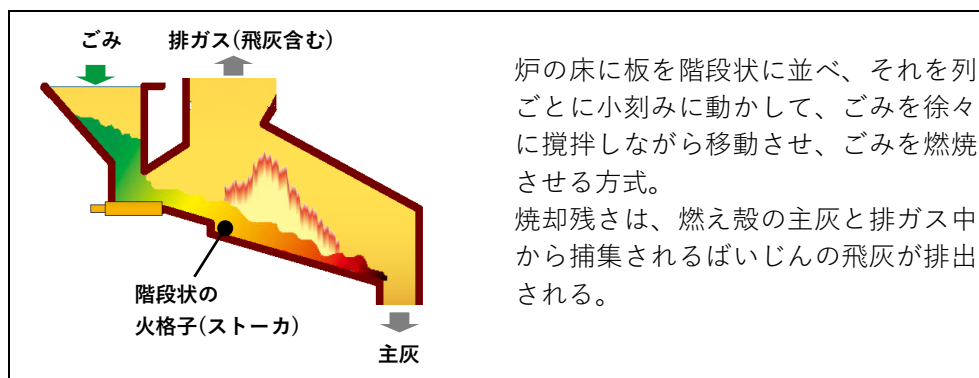 ごみ
排ガス(飛灰含む)
階段状の
火格子(ストーカ)
主灰
炉の床に板を階段状に並べ、それを列
ごとに小刻みに動かして、ごみを徐々
に撹拌しながら移動させ、ごみを燃焼
させる方式。
焼却残さは、燃え殻の主灰と排ガス中
から捕集されるばいじんの飛灰が排出
される。